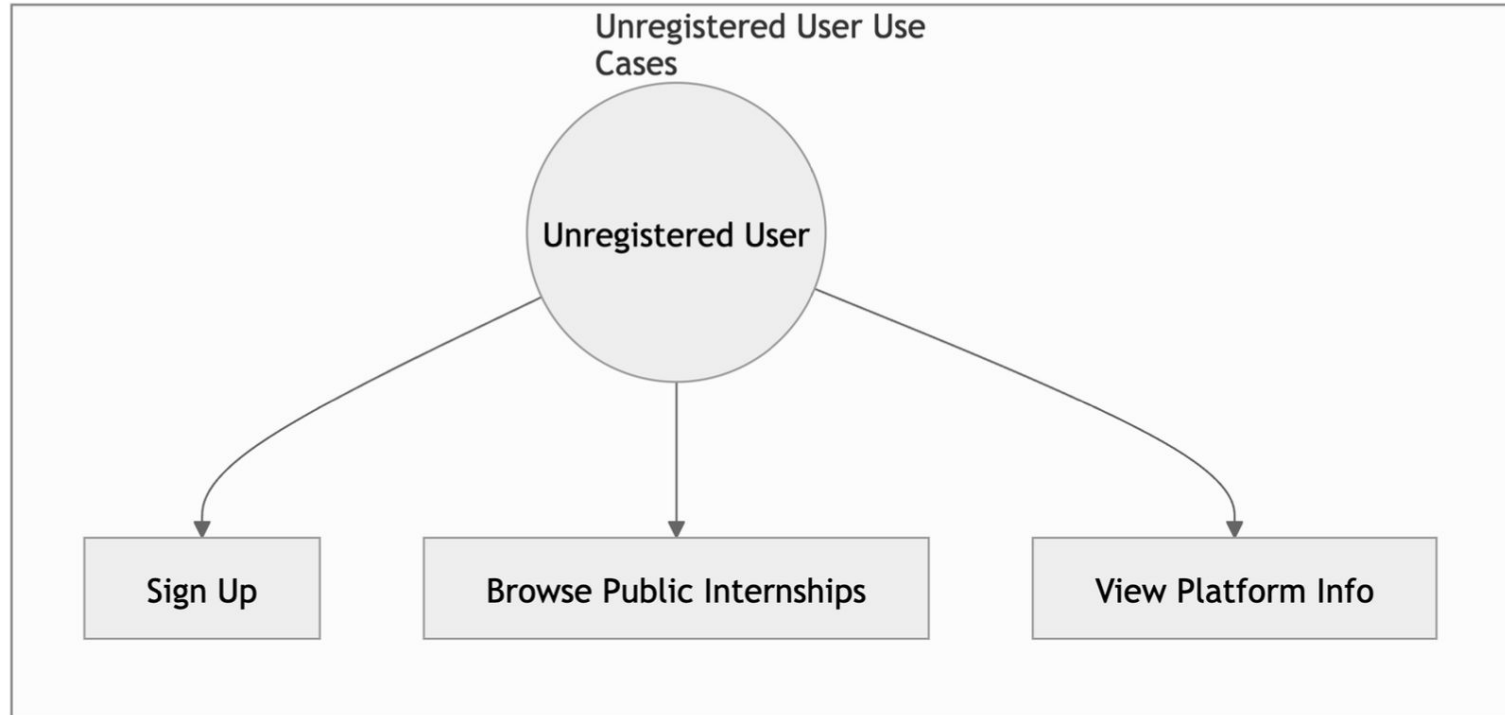 Unregistered User Use
Cases
Unregistered User
Sign Up
Browse Public Internships
View Platform Info